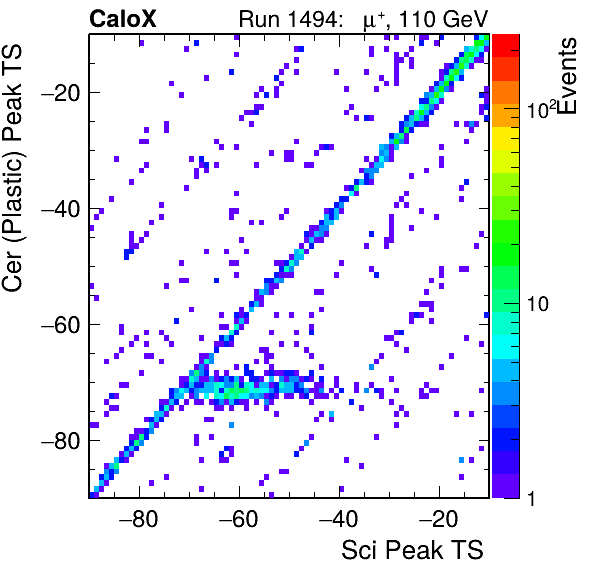 CaloX Run 1494: μ⁺, 110 GeV
Cer (Plastic) Peak TS
−20
−40
−60
−80
−80 −60 −40 −20
Sci Peak TS
Events
10²
10
1